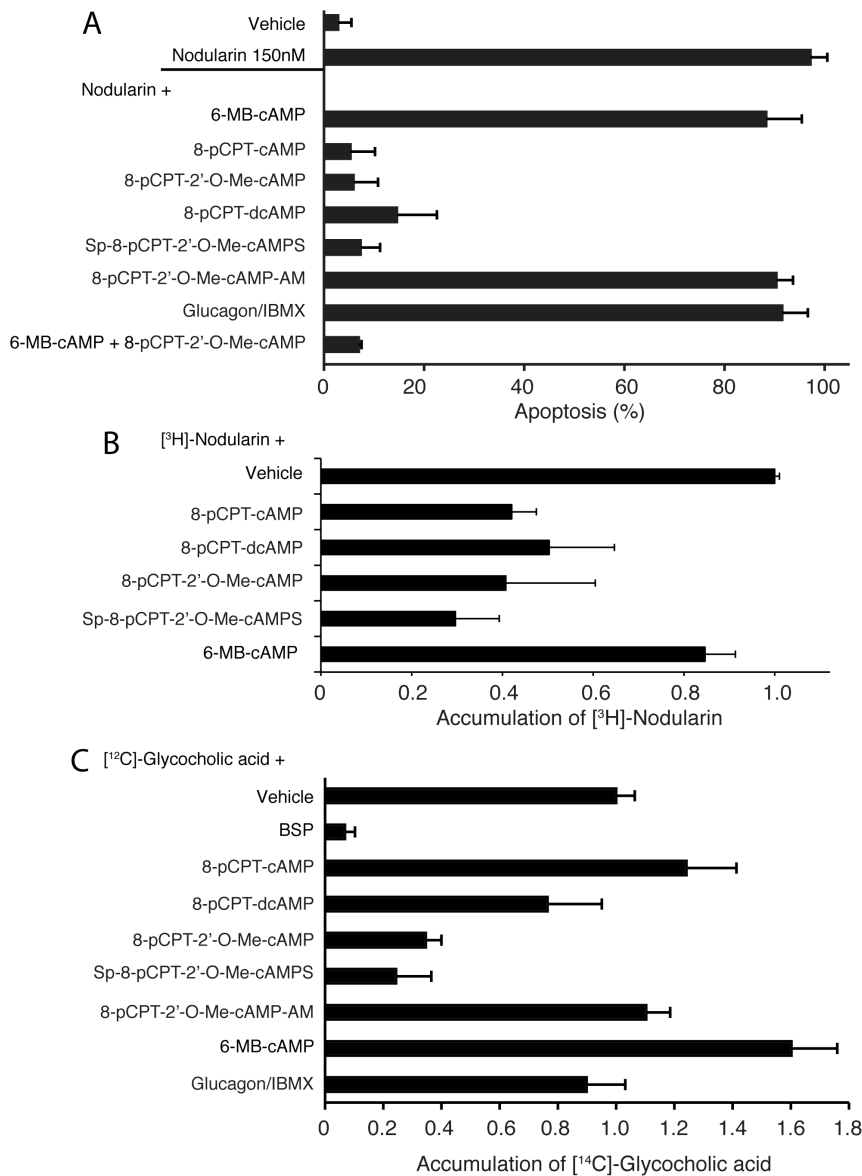 A
Vehicle
Nodularin 150nM
Nodularin +
6-MB-cAMP
8-pCPT-cAMP
8-pCPT-2'-O-Me-cAMP
8-pCPT-dcAMP
Sp-8-pCPT-2'-O-Me-cAMPS
8-pCPT-2'-O-Me-cAMP-AM
Glucagon/IBMX
6-MB-cAMP + 8-pCPT-2'-O-Me-cAMP
0 20 40 60 80 100
Apoptosis (%)
B [³H]-Nodularin +
Vehicle
8-pCPT-cAMP
8-pCPT-dcAMP
8-pCPT-2'-O-Me-cAMP
Sp-8-pCPT-2'-O-Me-cAMPS
6-MB-cAMP
0 0.2 0.4 0.6 0.8 1.0
Accumulation of [³H]-Nodularin
C [¹²C]-Glycocholic acid +
Vehicle
BSP
8-pCPT-cAMP
8-pCPT-dcAMP
8-pCPT-2'-O-Me-cAMP
Sp-8-pCPT-2'-O-Me-cAMPS
8-pCPT-2'-O-Me-cAMP-AM
6-MB-cAMP
Glucagon/IBMX
0 0.2 0.4 0.6 0.8 1.0 1.2 1.4 1.6 1.8
Accumulation of [¹⁴C]-Glycocholic acid